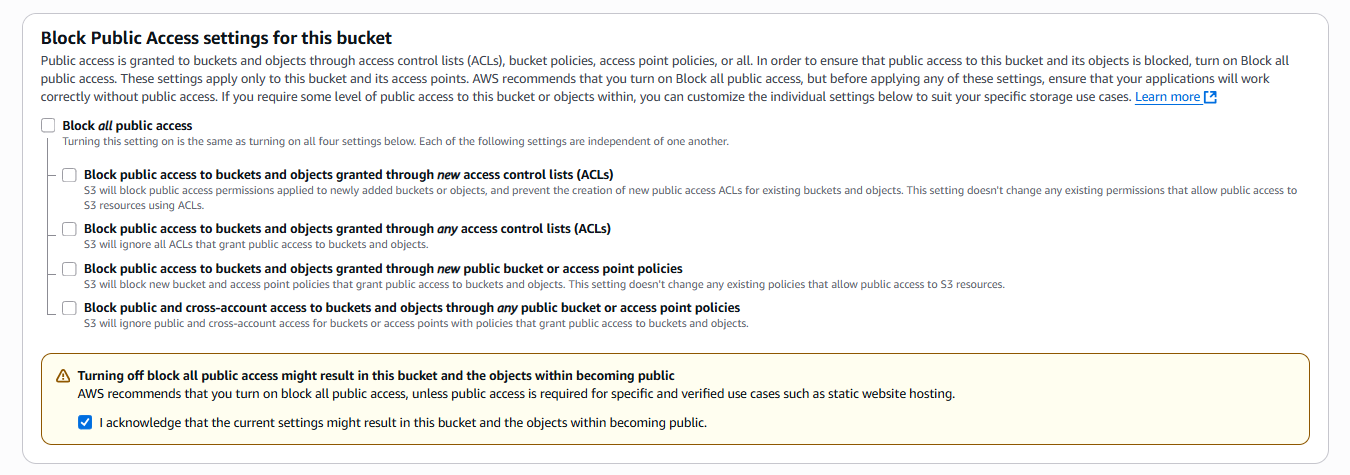 Block Public Access settings for this bucket
Public access is granted to buckets and objects through access control lists (ACLs), bucket policies, access point policies, or all. In order to ensure that public access to this bucket and its objects is blocked, turn on Block all
public access. These settings apply only to this bucket and its access points. AWS recommends that you turn on Block all public access, but before applying any of these settings, ensure that your applications will work
correctly without public access. If you require some level of public access to this bucket or objects within, you can customize the individual settings below to suit your specific storage use cases. Learn more
Block all public access
Turning this setting on is the same as turning on all four settings below. Each of the following settings are independent of one another.
Block public access to buckets and objects granted through new access control lists (ACLs)
S3 will block public access permissions applied to newly added buckets or objects, and prevent the creation of new public access ACLs for existing buckets and objects. This setting doesn't change any existing permissions that allow public access to
S3 resources using ACLs.
Block public access to buckets and objects granted through any access control lists (ACLs)
S3 will ignore all ACLs that grant public access to buckets and objects.
Block public access to buckets and objects granted through new public bucket or access point policies
S3 will block new bucket and access point policies that grant public access to buckets and objects. This setting doesn't change any existing policies that allow public access to S3 resources.
Block public and cross-account access to buckets and objects through any public bucket or access point policies
S3 will ignore public and cross-account access for buckets or access points with policies that grant public access to buckets and objects.
Turning off block all public access might result in this bucket and the objects within becoming public
AWS recommends that you turn on block all public access, unless public access is required for specific and verified use cases such as static website hosting.
I acknowledge that the current settings might result in this bucket and the objects within becoming public.